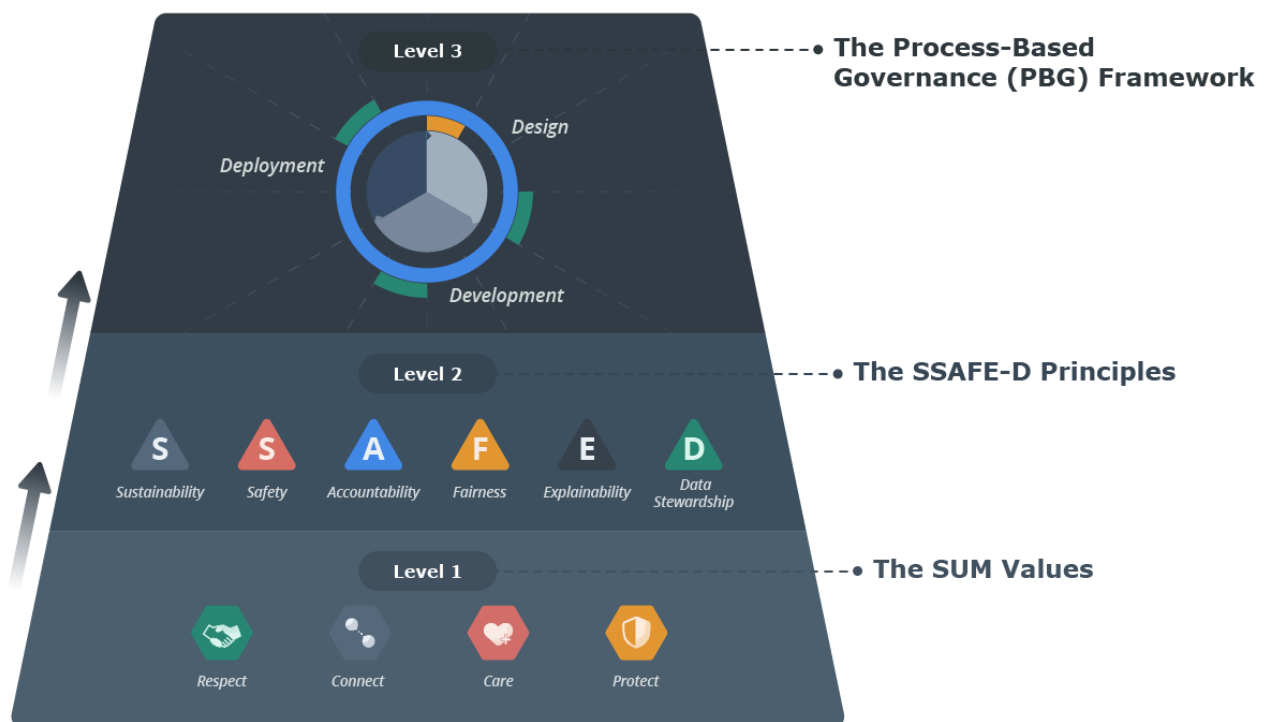 Level 3
The Process-Based
Governance (PBG) Framework
Design
Deployment
Development
Level 2
The SSAFE-D Principles
S
S
A
F
E
D
Sustainability
Safety
Accountability
Fairness
Explainability
Data
Stewardship
Level 1
The SUM Values
Respect
Connect
Care
Protect